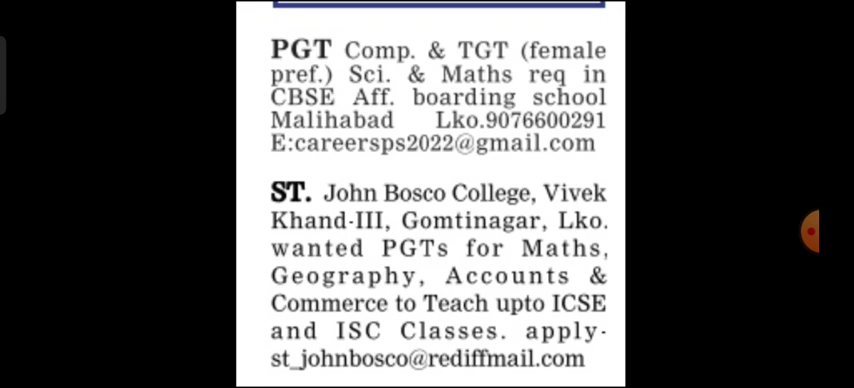 PGT Comp. & TGT (female
pref.) Sci. & Maths req in
CBSE Aff. boarding school
Malihabad Lko.9076600291
E:careersps2022@gmail.com
ST. John Bosco College, Vivek
Khand-III, Gomtinagar, Lko.
wanted PGTs for Maths,
Geography, Accounts &
Commerce to Teach upto ICSE
and ISC Classes. apply-
st_johnbosco@rediffmail.com